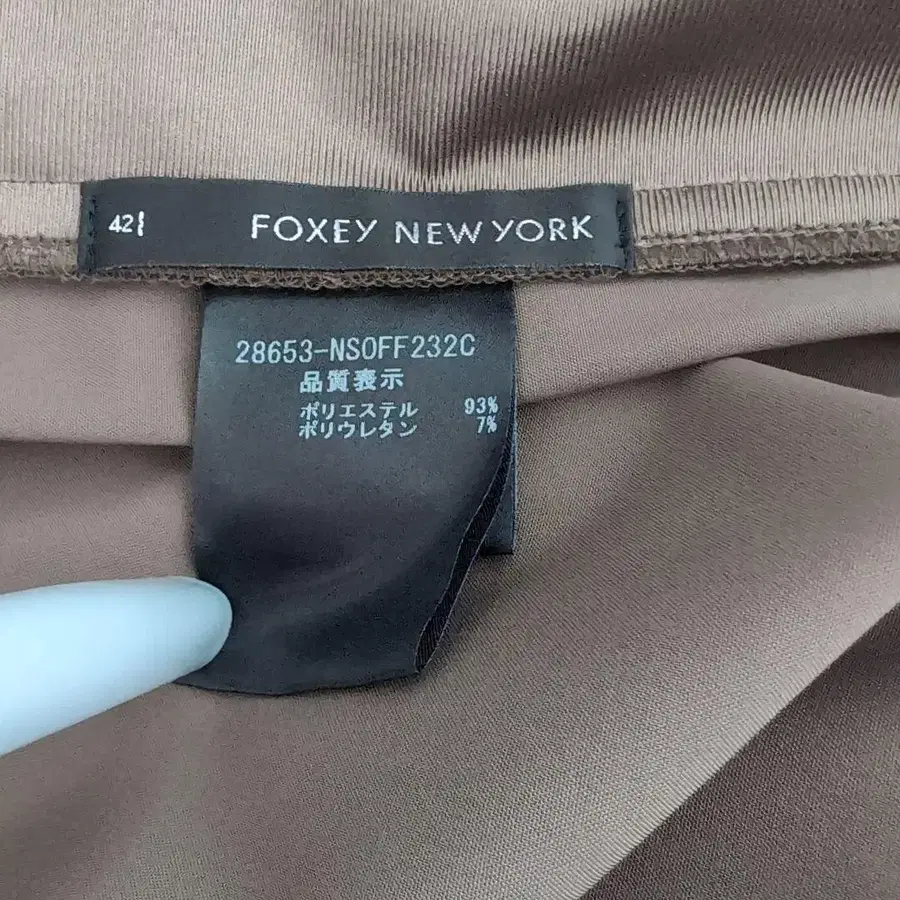 42
FOXEY NEW YORK
28653-NSOFF232C
品質表示
ポリエステル 93%
ポリウレタン 7%